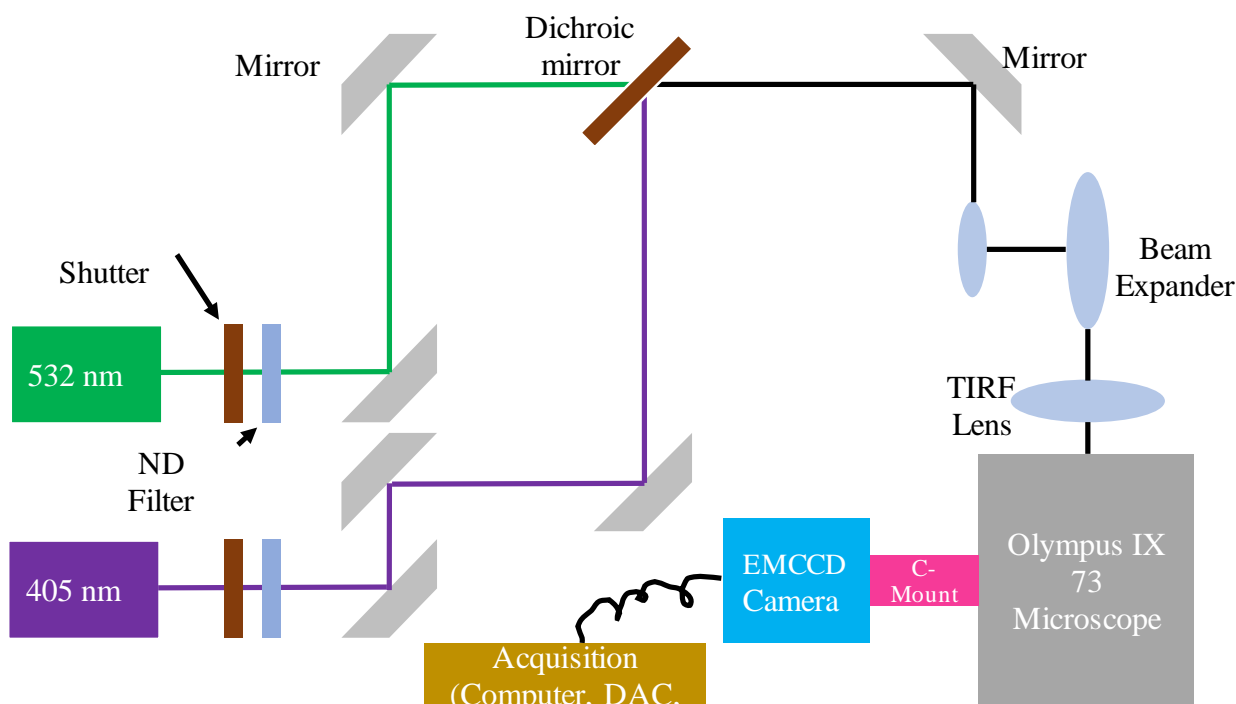 Dichroic
mirror
Mirror
Mirror
Shutter
Beam
Expander
532 nm
TIRF
Lens
ND
Filter
405 nm
EMCCD
Camera
C-
Mount
Olympus IX
73
Microscope
Acquisition
(Computer, DAC,